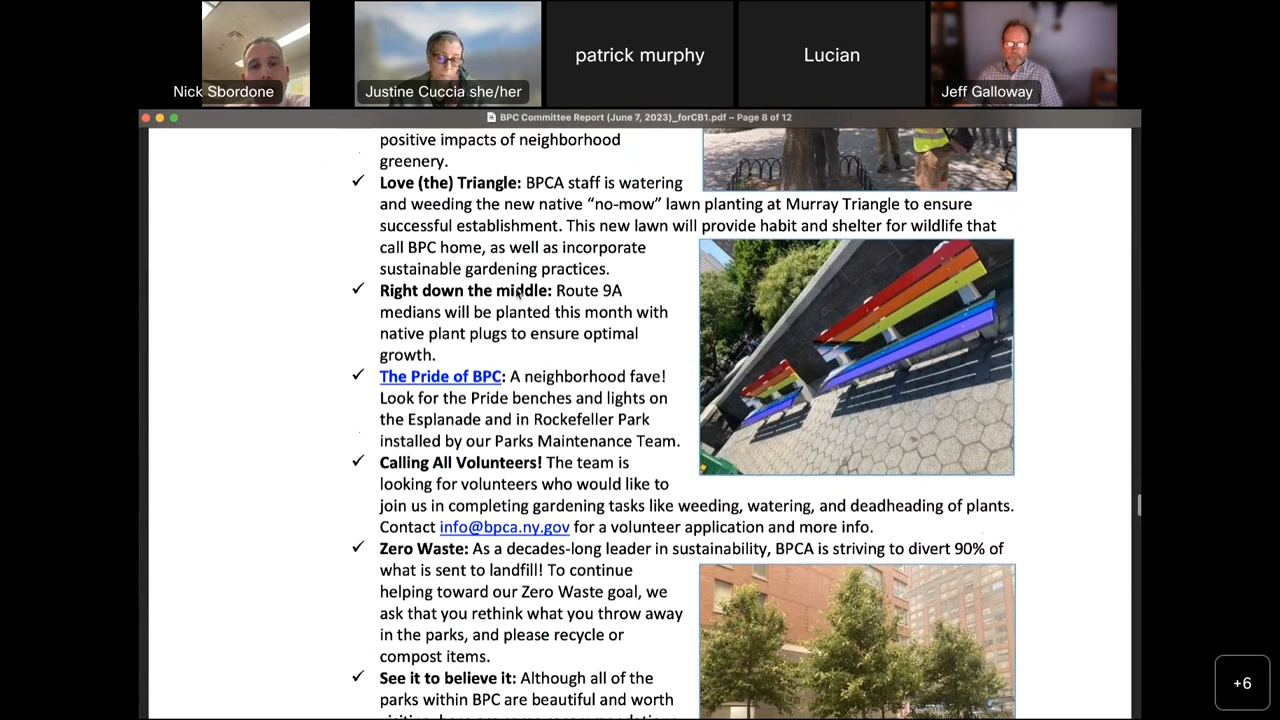 Nick Sbordone
Justine Cuccia she/her
patrick murphy
Lucian
Jeff Galloway
BPC Committee Report (June 7, 2023)_forCB1.pdf – Page 8 of 12
positive impacts of neighborhood
greenery.
✓ Love (the) Triangle: BPCA staff is watering
and weeding the new native “no-mow” lawn planting at Murray Triangle to ensure
successful establishment. This new lawn will provide habit and shelter for wildlife that
call BPC home, as well as incorporate
sustainable gardening practices.
✓ Right down the middle: Route 9A
medians will be planted this month with
native plant plugs to ensure optimal
growth.
✓ The Pride of BPC: A neighborhood fave!
Look for the Pride benches and lights on
the Esplanade and in Rockefeller Park
installed by our Parks Maintenance Team.
✓ Calling All Volunteers! The team is
looking for volunteers who would like to
join us in completing gardening tasks like weeding, watering, and deadheading of plants.
Contact info@bpca.ny.gov for a volunteer application and more info.
✓ Zero Waste: As a decades-long leader in sustainability, BPCA is striving to divert 90% of
what is sent to landfill! To continue
helping toward our Zero Waste goal, we
ask that you rethink what you throw away
in the parks, and please recycle or
compost items.
✓ See it to believe it: Although all of the
parks within BPC are beautiful and worth
+6